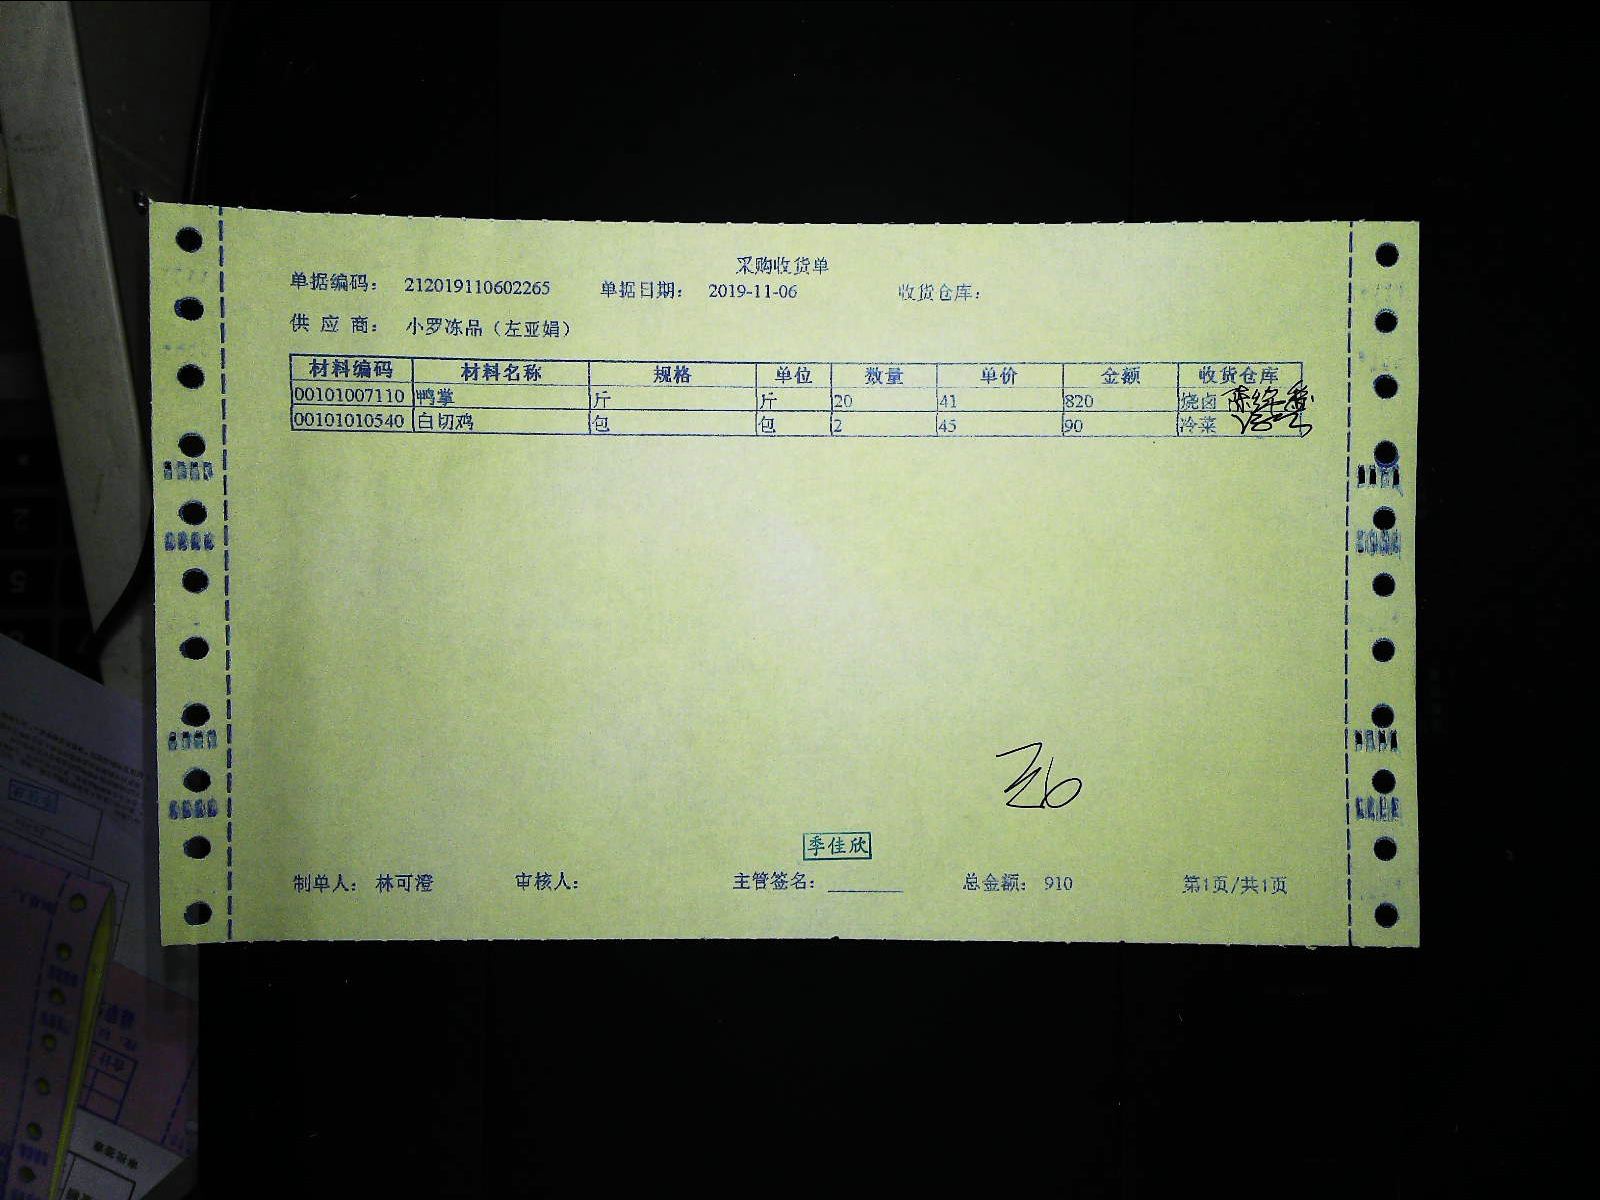 采购收货单
单据编码： 212019110602265 单据日期： 2019-11-06 收货仓库：
供 应 商： 小罗冻品（左亚娟）
材料编码 材料名称 规格 单位 数量 单价 金额 收货仓库
00101007110 鸭掌 斤 斤 20 41 820 烧卤
00101010540 白切鸡 包 包 2 45 90 冷菜
季佳欣
制单人： 林可澄 审核人： 主管签名： 总金额： 910 第1页/共1页